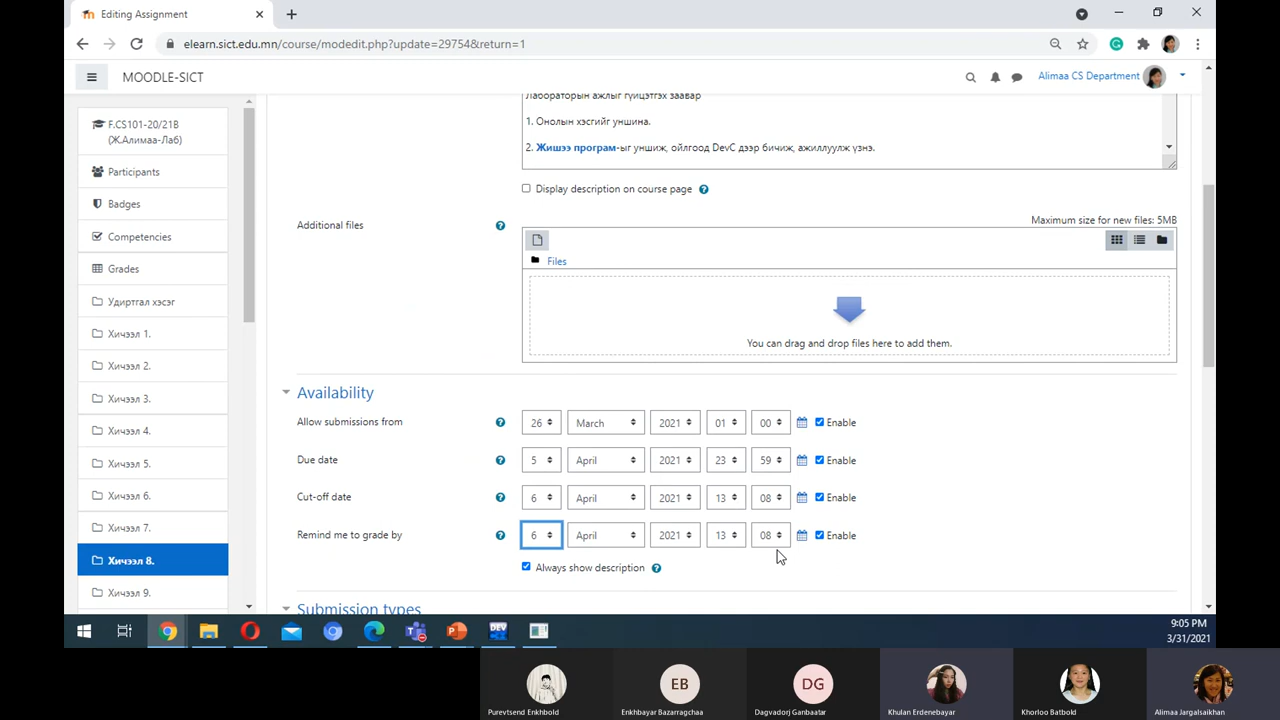 Editing Assignment
elearn.sict.edu.mn/course/modedit.php?update=29754&return=1
MOODLE-SICT
Alimaa CS Department
F.CS101-20/21B
(Ж.Алимаа-Лаб)
Participants
Badges
Competencies
Grades
Удиртгал хэсэг
Хичээл 1.
Хичээл 2.
Хичээл 3.
Хичээл 4.
Хичээл 5.
Хичээл 6.
Хичээл 7.
Хичээл 8.
Хичээл 9.
Лабораторын ажлыг гүйцэтгэх заавар
1. Онолын хэсгийг уншина.
2. Жишээ програм-ыг уншиж, ойлгоод DevC дээр бичиж, ажиллуулж үзнэ.
Display description on course page
Additional files
Maximum size for new files: 5MB
Files
You can drag and drop files here to add them.
Availability
Allow submissions from 26 March 2021 01 00 Enable
Due date 5 April 2021 23 59 Enable
Cut-off date 6 April 2021 13 08 Enable
Remind me to grade by 6 April 2021 13 08 Enable
Always show description
Submission types
DEV
9:05 PM
3/31/2021
EB
DG
Purevtsend Enkhbold
Enkhbayar Bazarragchaa
Dagvadorj Ganbaatar
Khulan Erdenebayar
Khorloo Batbold
Alimaa Jargalsaikhan